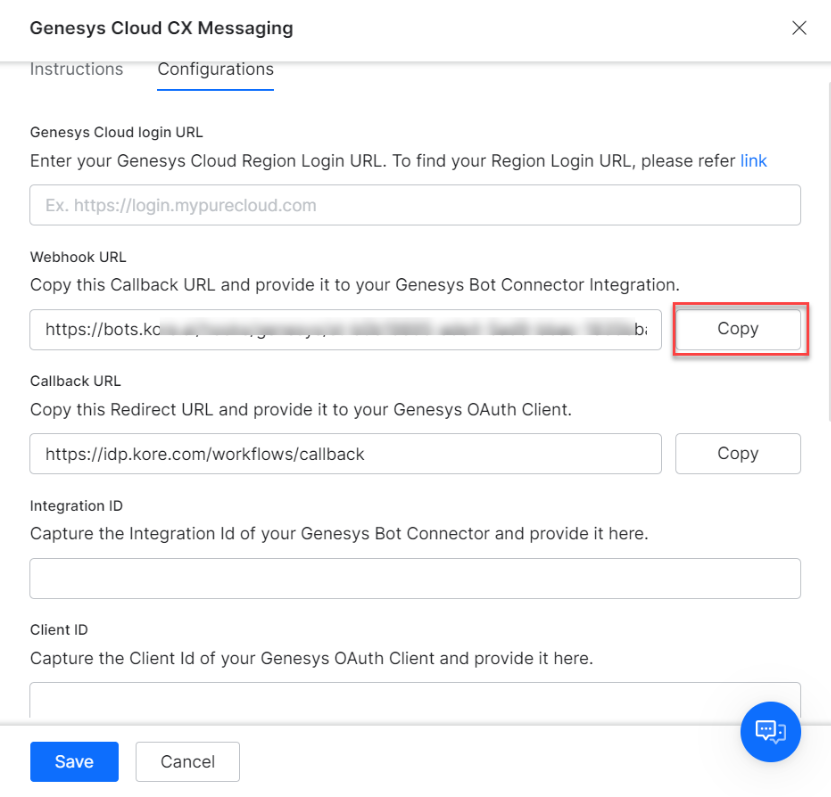 Genesys Cloud CX Messaging
Instructions Configurations
Genesys Cloud login URL
Enter your Genesys Cloud Region Login URL. To find your Region Login URL, please refer link
Ex. https://login.mypurecloud.com
Webhook URL
Copy this Callback URL and provide it to your Genesys Bot Connector Integration.
Copy
Callback URL
Copy this Redirect URL and provide it to your Genesys OAuth Client.
https://idp.kore.com/workflows/callback Copy
Integration ID
Capture the Integration Id of your Genesys Bot Connector and provide it here.
Client ID
Capture the Client Id of your Genesys OAuth Client and provide it here.
Save Cancel